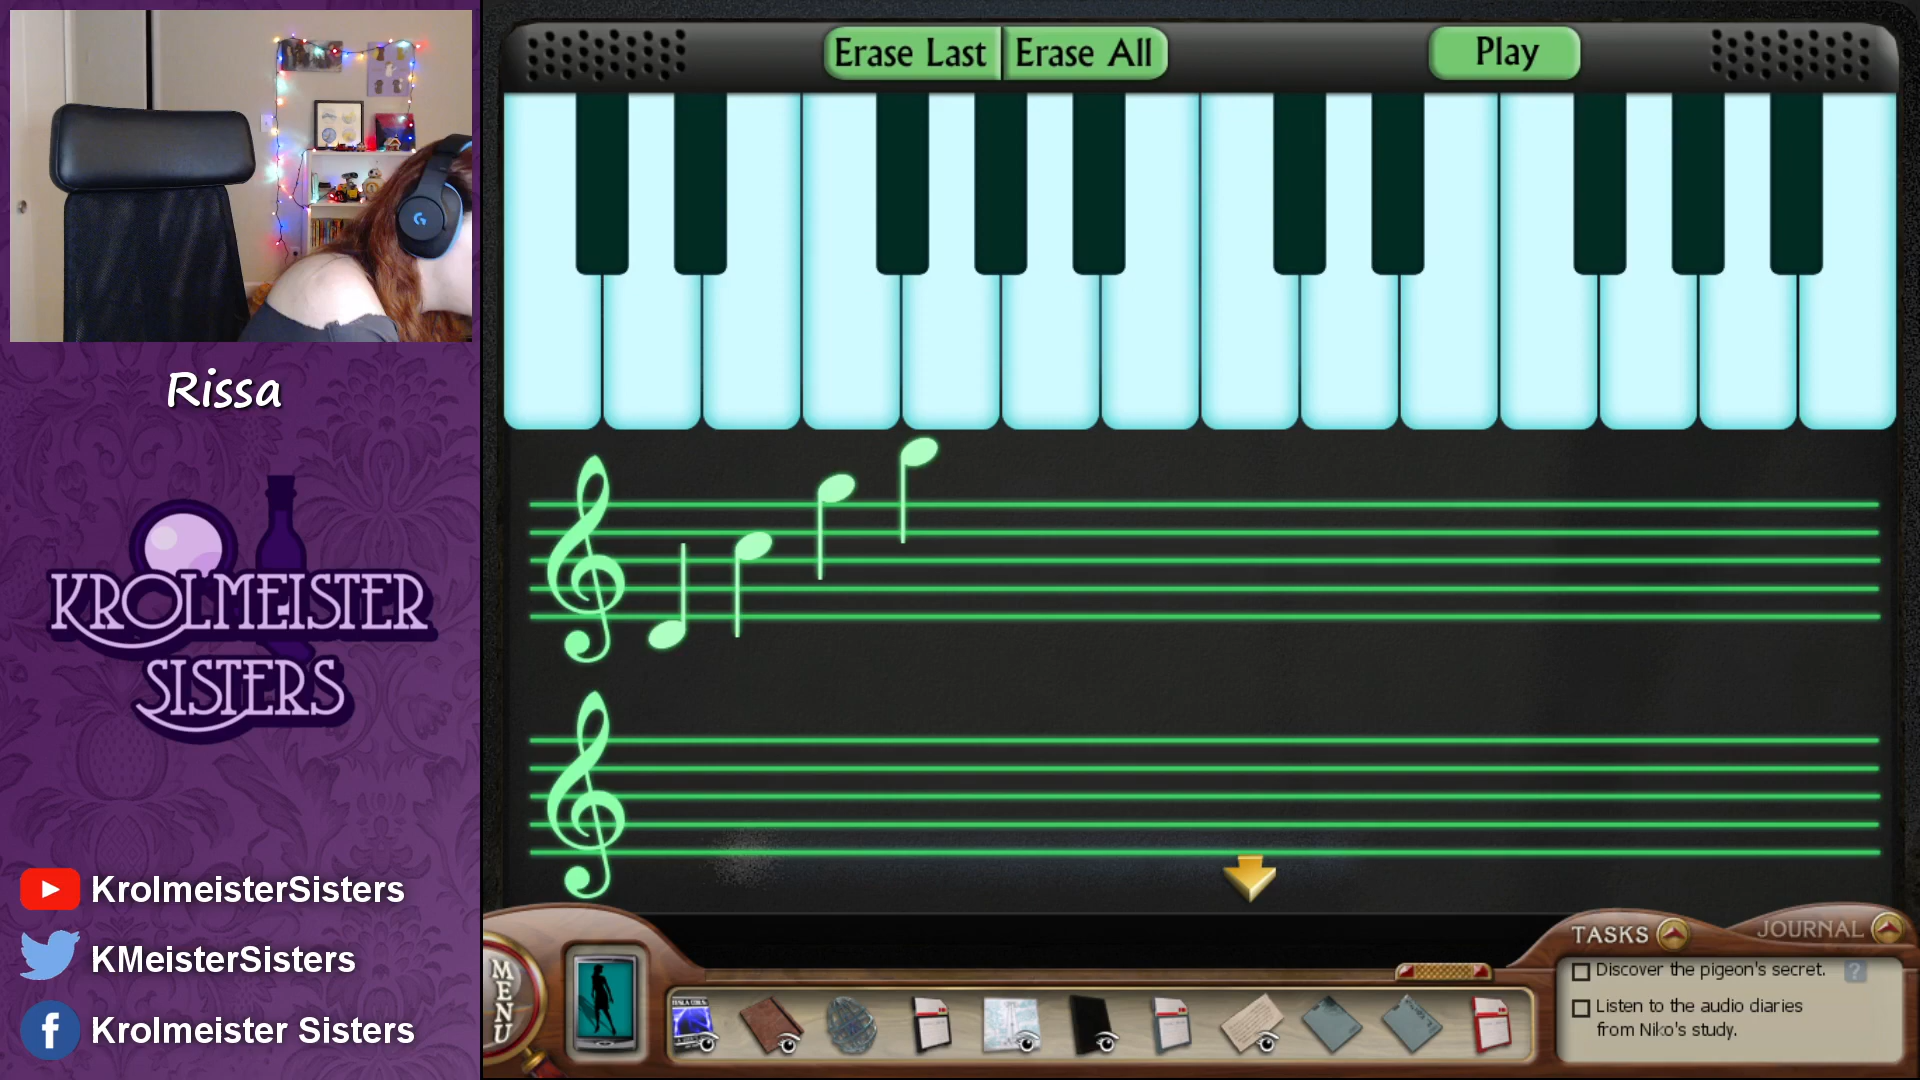 Erase Last
Erase All
Play
Rissa
KROLMEISTER
SISTERS
KrolmeisterSisters
KMeisterSisters
Krolmeister Sisters
MENU
TASKS
JOURNAL
Discover the pigeon's secret.
?
Listen to the audio diaries
from Niko's study.